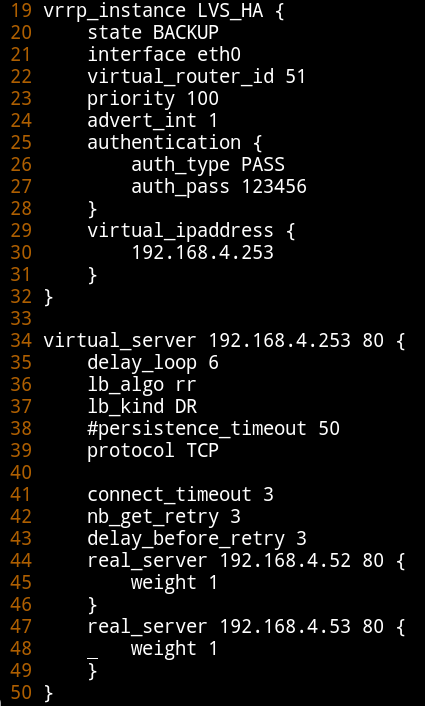 19 vrrp_instance LVS_HA {
20     state BACKUP
21     interface eth0
22     virtual_router_id 51
23     priority 100
24     advert_int 1
25     authentication {
26         auth_type PASS
27         auth_pass 123456
28     }
29     virtual_ipaddress {
30         192.168.4.253
31     }
32 }
33
34 virtual_server 192.168.4.253 80 {
35     delay_loop 6
36     lb_algo rr
37     lb_kind DR
38     #persistence_timeout 50
39     protocol TCP
40
41     connect_timeout 3
42     nb_get_retry 3
43     delay_before_retry 3
44     real_server 192.168.4.52 80 {
45         weight 1
46     }
47     real_server 192.168.4.53 80 {
48     _   weight 1
49     }
50 }